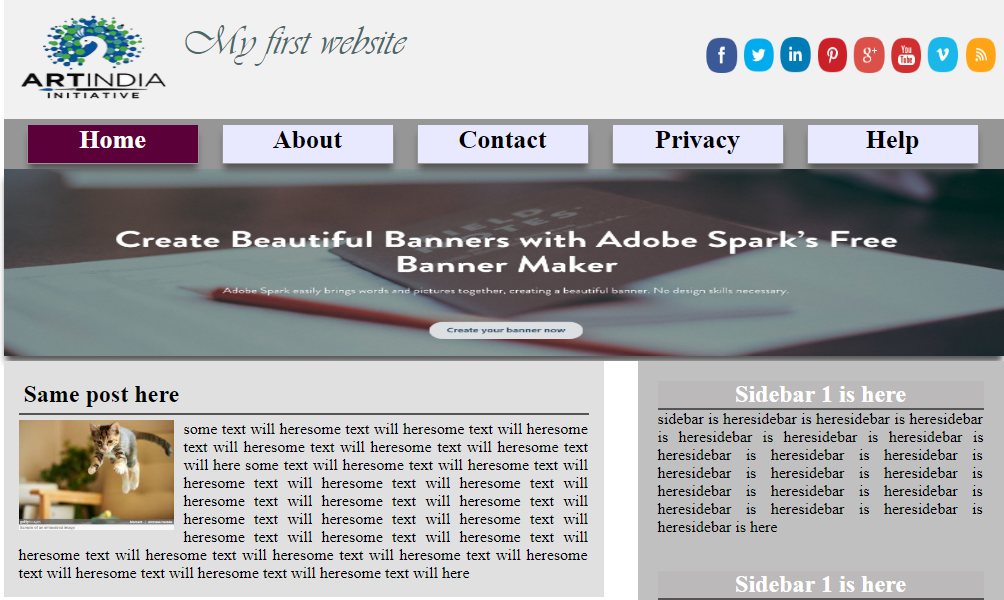 My first website
ARTINDIA
INITIATIVE
f
in
g+
You
Tube
v
Home About Contact Privacy Help
FIELD
NOTES
Create Beautiful Banners with Adobe Spark's Free
Banner Maker
Adobe Spark easily brings words and pictures together, creating a beautiful banner. No design skills necessary.
Create your banner now
Same post here
some text will heresome text will heresome text will heresome
text will heresome text will heresome text will heresome text
will here some text will heresome text will heresome text will
heresome text will heresome text will heresome text will
heresome text will heresome text will heresome text will
heresome text will heresome text will heresome text will
heresome text will heresome text will heresome text will
heresome text will heresome text will heresome text will heresome text will heresome
text will heresome text will heresome text will heresome text will here
Sidebar 1 is here
sidebar is heresidebar is heresidebar is heresidebar
is heresidebar is heresidebar is heresidebar is
heresidebar is heresidebar is heresidebar is
heresidebar is heresidebar is heresidebar is
heresidebar is heresidebar is heresidebar is
heresidebar is heresidebar is heresidebar is
heresidebar is here
Sidebar 1 is here